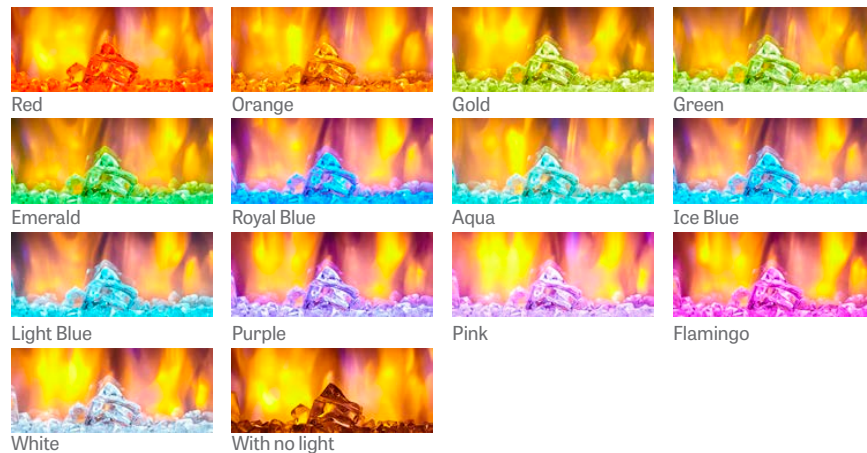 Red
Orange
Gold
Green
Emerald
Royal Blue
Aqua
Ice Blue
Light Blue
Purple
Pink
Flamingo
White
With no light